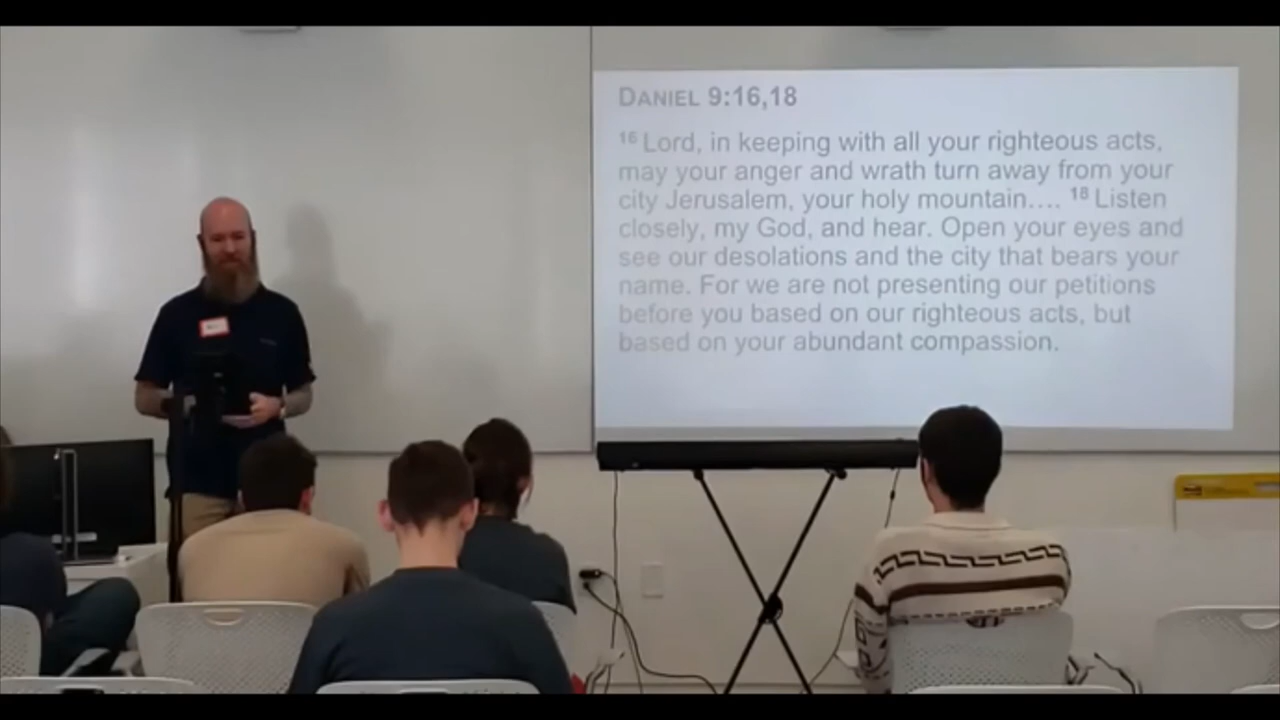 DANIEL 9:16,18
16 Lord, in keeping with all your righteous acts,
may your anger and wrath turn away from your
city Jerusalem, your holy mountain…. 18 Listen
closely, my God, and hear. Open your eyes and
see our desolations and the city that bears your
name. For we are not presenting our petitions
before you based on our righteous acts, but
based on your abundant compassion.